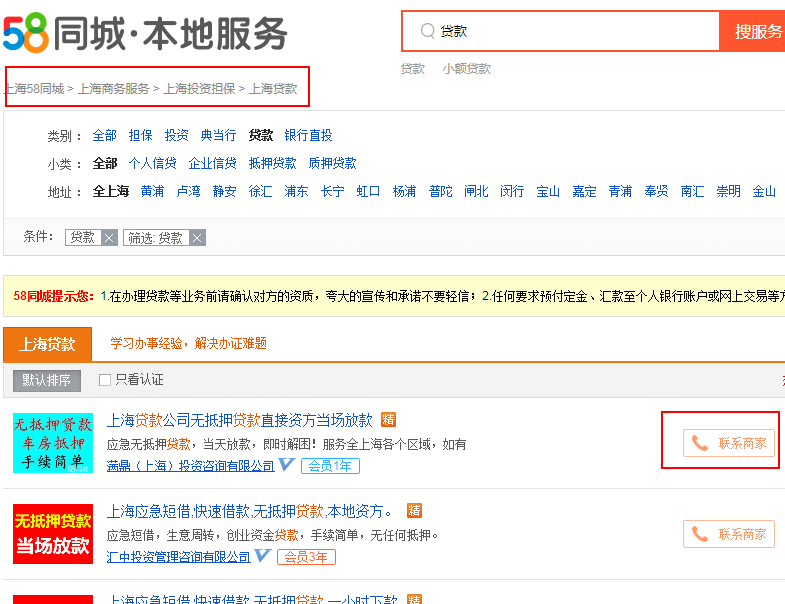 58同城·本地服务
贷款
搜服务
贷款 小额贷款
上海58同城 > 上海商务服务 > 上海投资担保 > 上海贷款
类别： 全部 担保 投资 典当行 贷款 银行直投
小类： 全部 个人信贷 企业信贷 抵押贷款 质押贷款
地址： 全上海 黄浦 卢湾 静安 徐汇 浦东 长宁 虹口 杨浦 普陀 闸北 闵行 宝山 嘉定 青浦 奉贤 南汇 崇明 金山
条件： 贷款 筛选: 贷款
58同城提示您：1.在办理贷款等业务前请确认对方的资质，夸大的宣传和承诺不要轻信；2.任何要求预付定金、汇款至个人银行账户或网上交易等
上海贷款 学习办事经验，解决办证难题
默认排序 只看认证
无抵押贷款
车房抵押
手续简单
上海贷款公司无抵押贷款直接资方当场放款 精
应急无抵押贷款，当天放款，即时解困！服务全上海各个区域，如有
满鼎（上海）投资咨询有限公司 会员1年
联系商家
无抵押贷款
当场放款
上海应急短借,快速借款,无抵押贷款,本地资方。 精
应急短借，生意周转，创业资金贷款，手续简单，无任何抵押。
汇中投资管理咨询有限公司 会员3年
联系商家
上海应急短借,快速借款,无抵押贷款,一小时下款 精